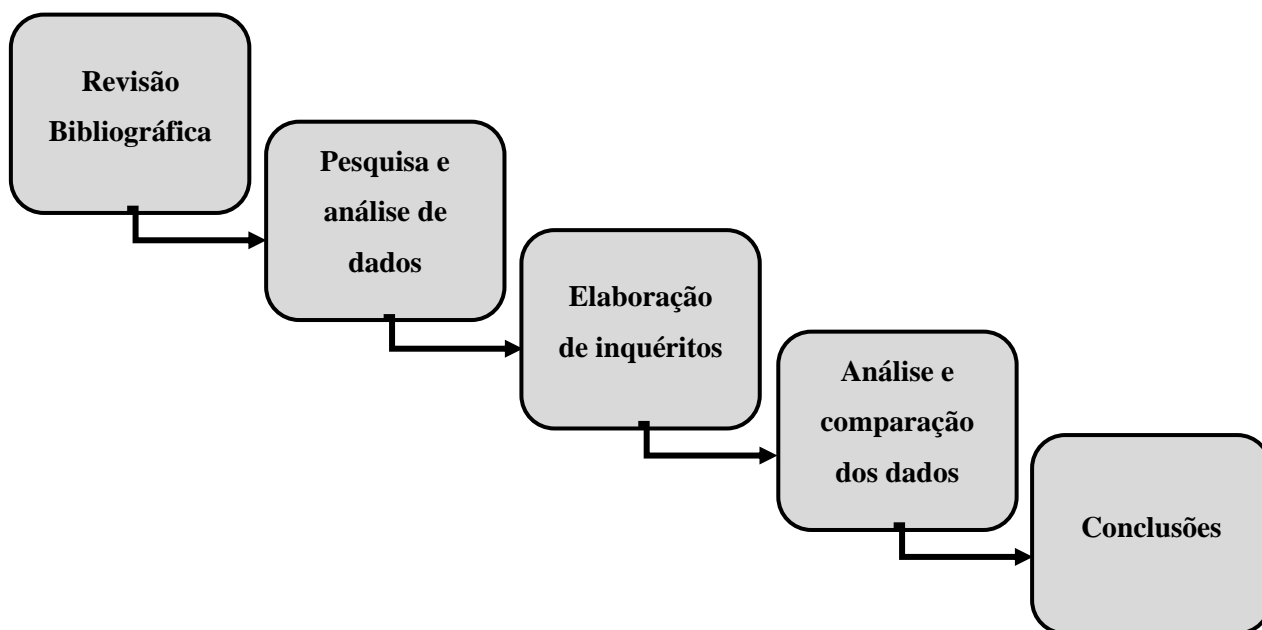 Revisão
Bibliográfica
Pesquisa e
análise de
dados
Elaboração
de inquéritos
Análise e
comparação
dos dados
Conclusões